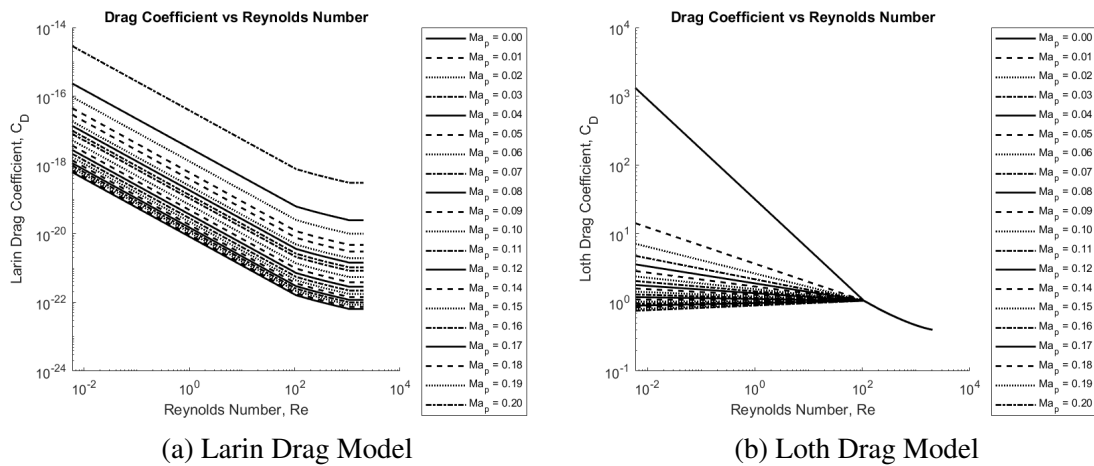 Drag Coefficient vs Reynolds Number
Larin Drag Coefficient, C_D
10^-14
10^-16
10^-18
10^-20
10^-22
10^-24
10^-2
10^0
10^2
10^4
Reynolds Number, Re
Ma_p = 0.00
Ma_p = 0.01
Ma_p = 0.02
Ma_p = 0.03
Ma_p = 0.04
Ma_p = 0.05
Ma_p = 0.06
Ma_p = 0.07
Ma_p = 0.08
Ma_p = 0.09
Ma_p = 0.10
Ma_p = 0.11
Ma_p = 0.12
Ma_p = 0.14
Ma_p = 0.15
Ma_p = 0.16
Ma_p = 0.17
Ma_p = 0.18
Ma_p = 0.19
Ma_p = 0.20
(a) Larin Drag Model
Drag Coefficient vs Reynolds Number
Loth Drag Coefficient, C_D
10^4
10^3
10^2
10^1
10^0
10^-1
10^-2
10^0
10^2
10^4
Reynolds Number, Re
Ma_p = 0.00
Ma_p = 0.01
Ma_p = 0.02
Ma_p = 0.03
Ma_p = 0.04
Ma_p = 0.05
Ma_p = 0.06
Ma_p = 0.07
Ma_p = 0.08
Ma_p = 0.09
Ma_p = 0.10
Ma_p = 0.11
Ma_p = 0.12
Ma_p = 0.14
Ma_p = 0.15
Ma_p = 0.16
Ma_p = 0.17
Ma_p = 0.18
Ma_p = 0.19
Ma_p = 0.20
(b) Loth Drag Model